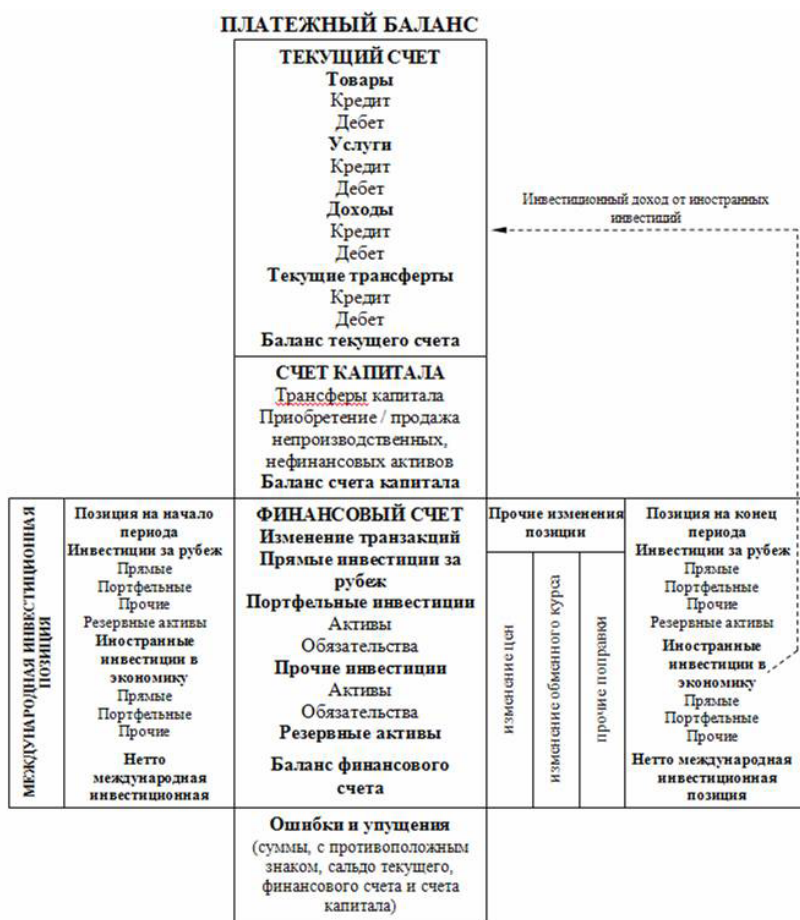 ПЛАТЕЖНЫЙ БАЛАНС
ТЕКУЩИЙ СЧЕТ
Товары
Кредит
Дебет
Услуги
Кредит
Дебет
Доходы
Кредит
Дебет
Текущие трансферты
Кредит
Дебет
Баланс текущего счета
Инвестиционный доход от иностранных
инвестиций
СЧЕТ КАПИТАЛА
Трансферы капитала
Приобретение / продажа
непроизводственных,
нефинансовых активов
Баланс счета капитала
МЕЖДУНАРОДНАЯ ИНВЕСТИЦИОННАЯ
ПОЗИЦИЯ
Позиция на начало
периода
Инвестиции за рубеж
Прямые
Портфельные
Прочие
Резервные активы
Иностранные
инвестиции в
экономику
Прямые
Портфельные
Прочие
Нетто
международная
инвестиционная
ФИНАНСОВЫЙ СЧЕТ
Изменение транзакций
Прямые инвестиции за
рубеж
Портфельные инвестиции
Активы
Обязательства
Прочие инвестиции
Активы
Обязательства
Резервные активы
Баланс финансового
счета
Прочие изменения
позиции
изменение цен
изменение обменного курса
прочие поправки
Позиция на конец
периода
Инвестиции за рубеж
Прямые
Портфельные
Прочие
Резервные активы
Иностранные
инвестиции в
экономику
Прямые
Портфельные
Прочие
Нетто международная
инвестиционная
позиция
Ошибки и упущения
(суммы, с противоположным
знаком, сальдо текущего,
финансового счета и счета
капитала)